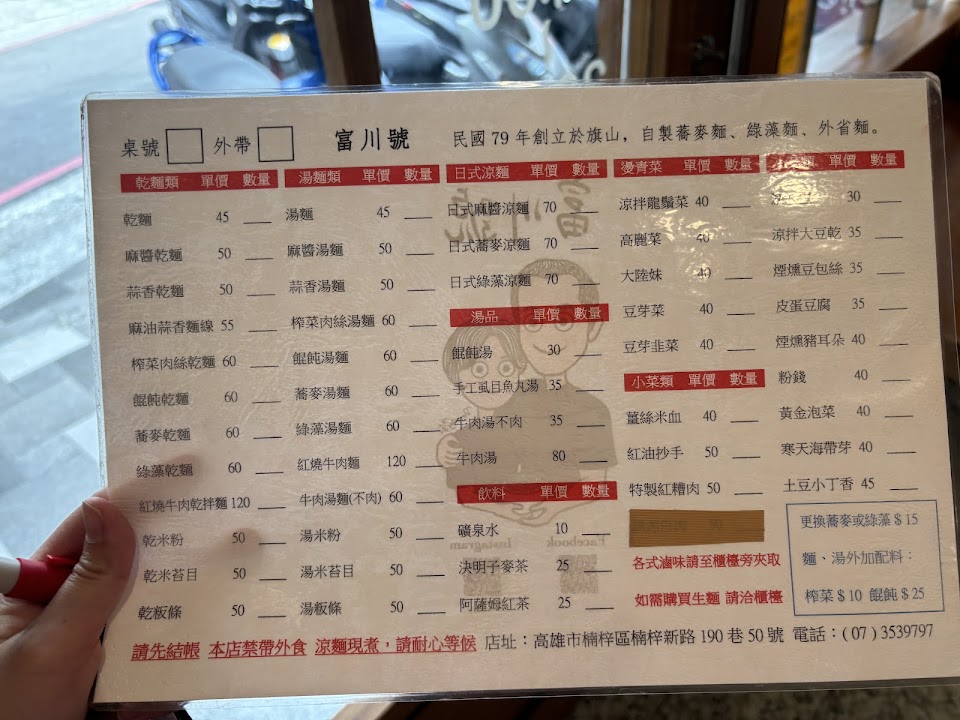 桌號 外帶 富川號 民國79年創立於旗山，自製蕎麥麵、綠藻麵、外省麵。
乾麵類 單價 數量
乾麵 45
麻醬乾麵 50
蒜香乾麵 50
麻油蒜香麵線 55
榨菜肉絲乾麵 60
餛飩乾麵 60
蕎麥乾麵 60
綠藻乾麵 60
紅燒牛肉乾拌麵 120
乾米粉 50
乾米苔目 50
乾粄條 50
湯麵類 單價 數量
湯麵 45
麻醬湯麵 50
蒜香湯麵 50
榨菜肉絲湯麵 60
餛飩湯麵 60
蕎麥湯麵 60
綠藻湯麵 60
紅燒牛肉麵 120
牛肉湯麵(不肉) 60
湯米粉 50
湯米苔目 50
湯粄條 50
日式涼麵 單價 數量
日式麻醬涼麵 70
日式蕎麥涼麵 70
日式綠藻涼麵 70
湯品 單價 數量
餛飩湯 30
手工虱目魚丸湯 35
牛肉湯不肉 35
牛肉湯 80
飲料 單價 數量
礦泉水 10
決明子麥茶 25
阿薩姆紅茶 25
燙青菜 單價 數量
涼拌龍鬚菜 40
高麗菜 40
大陸妹 40
豆芽菜 40
豆芽韭菜 40
小菜類 單價 數量
薑絲米血 40
紅油抄手 50
特製紅糟肉 50
各式滷味請至櫃檯旁夾取
如需購買生麵 請洽櫃檯
單價 數量
30
涼拌大豆乾 35
煙燻豆包絲 35
皮蛋豆腐 35
煙燻豬耳朵 40
粉錢 40
黃金泡菜 40
寒天海帶芽 40
土豆小丁香 45
更換蕎麥或綠藻$15
麵、湯外加配料：
榨菜$10 餛飩$25
請先結帳 本店禁帶外食 涼麵現煮，請耐心等候 店址：高雄市楠梓區楠梓新路190巷50號 電話：(07)3539797